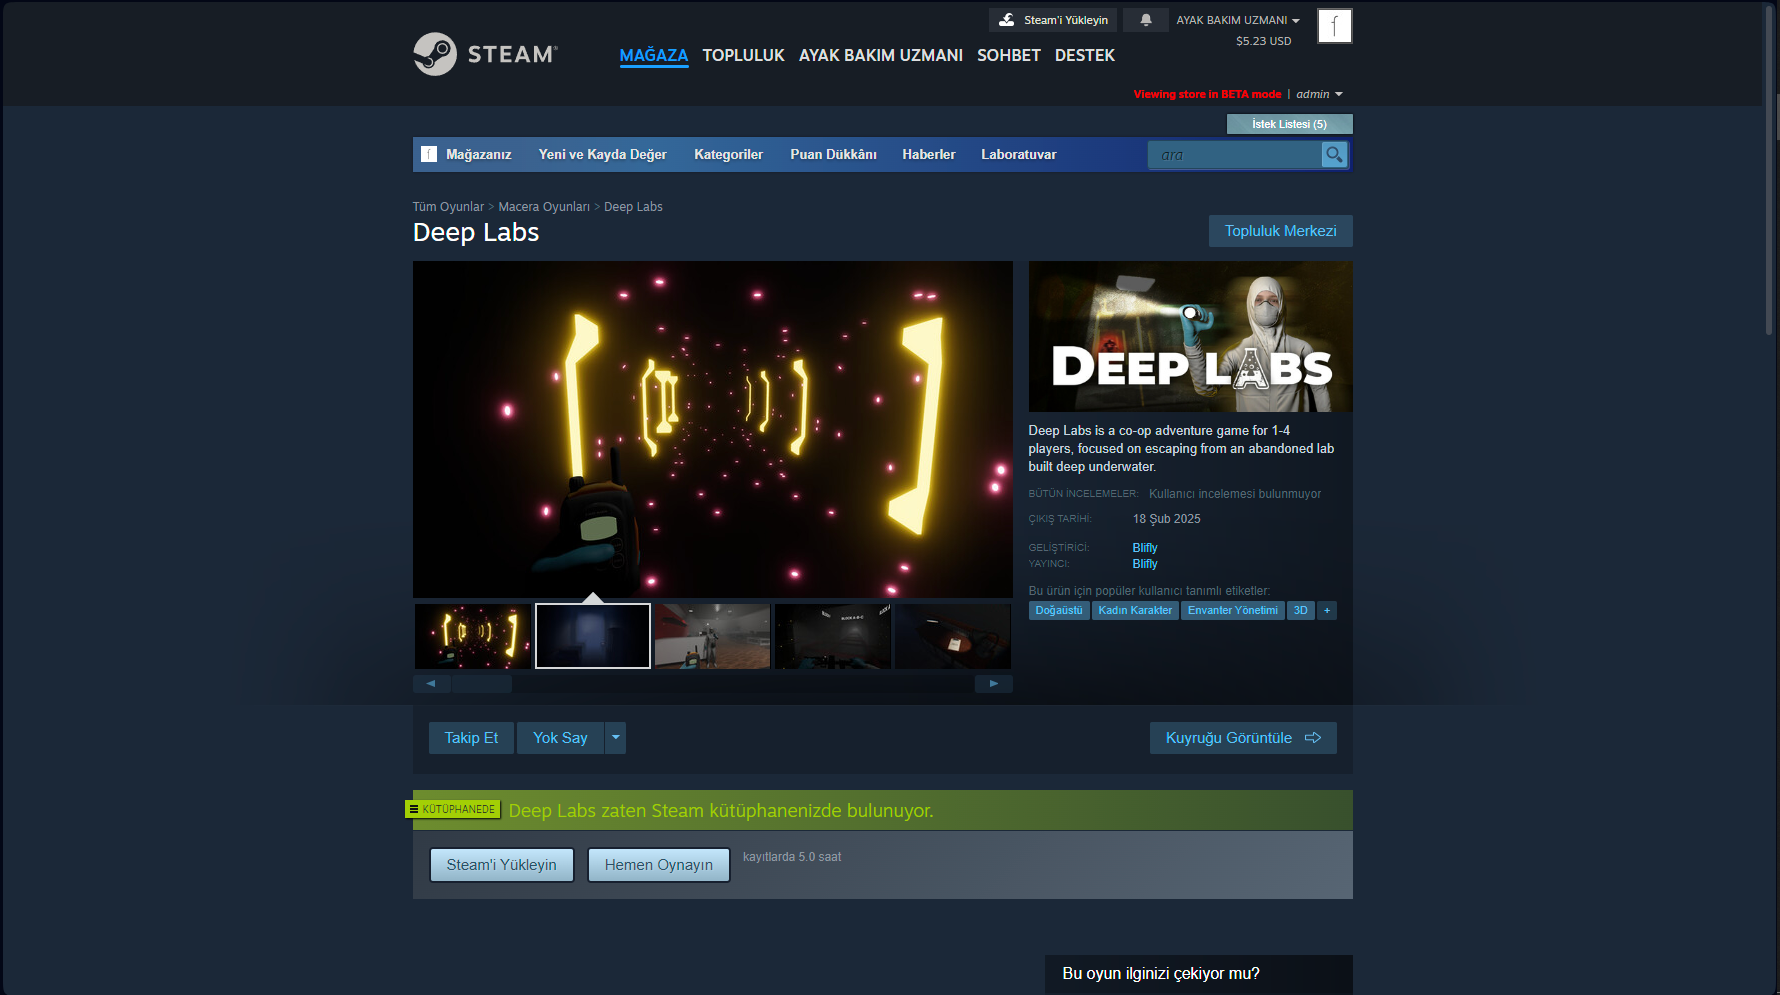 Steam'i Yükleyin
AYAK BAKIM UZMANI
$5.23 USD
f
STEAM®
MAĞAZA TOPLULUK AYAK BAKIM UZMANI SOHBET DESTEK
Viewing store in BETA mode | admin
İstek Listesi (5)
f Mağazanız Yeni ve Kayda Değer Kategoriler Puan Dükkânı Haberler Laboratuvar ara
Tüm Oyunlar > Macera Oyunları > Deep Labs
Deep Labs
Topluluk Merkezi
DEEP LABS
Deep Labs is a co-op adventure game for 1-4
players, focused on escaping from an abandoned lab
built deep underwater.
BÜTÜN İNCELEMELER: Kullanıcı incelemesi bulunmuyor
ÇIKIŞ TARİHİ: 18 Şub 2025
GELİŞTİRİCİ: Blifly
YAYINCI: Blifly
Bu ürün için popüler kullanıcı tanımlı etiketler:
Doğaüstü Kadın Karakter Envanter Yönetimi 3D +
BLOCK A-B-C
Takip Et Yok Say Kuyruğu Görüntüle
KÜTÜPHANEDE Deep Labs zaten Steam kütüphanenizde bulunuyor.
Steam'i Yükleyin Hemen Oynayın kayıtlarda 5.0 saat
Bu oyun ilginizi çekiyor mu?